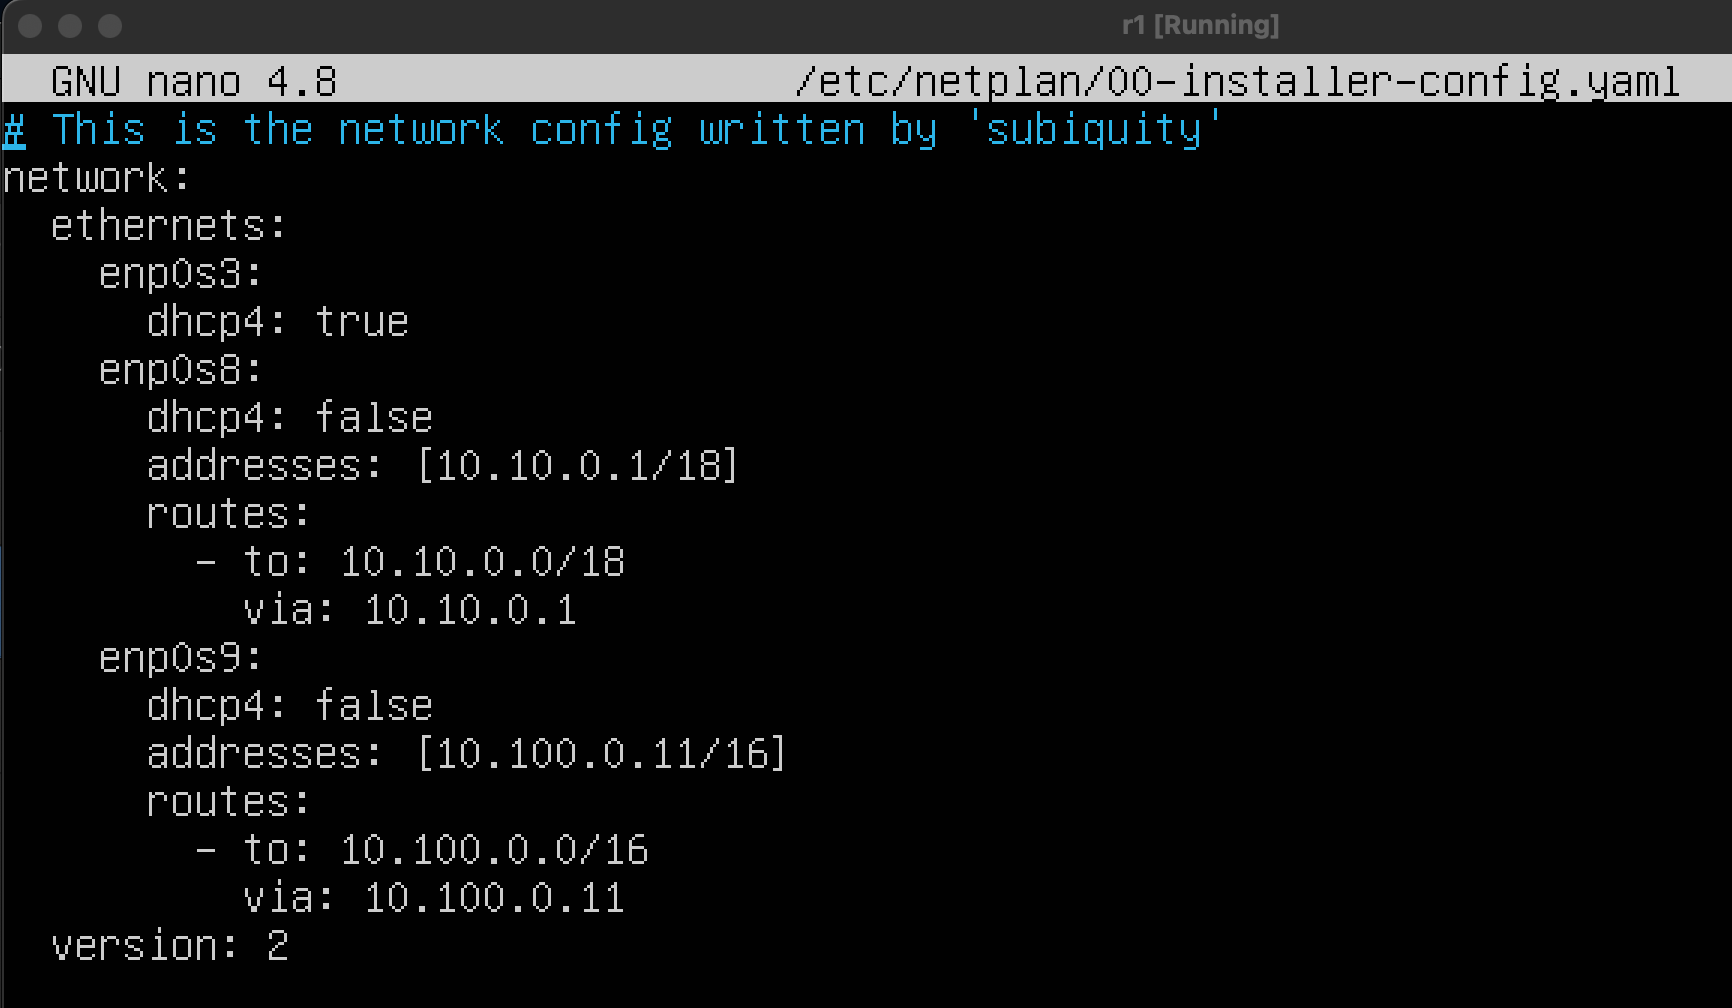 r1 [Running]
GNU nano 4.8 /etc/netplan/00-installer-config.yaml
# This is the network config written by 'subiquity'
network:
  ethernets:
    enp0s3:
      dhcp4: true
    enp0s8:
      dhcp4: false
      addresses: [10.10.0.1/18]
      routes:
        - to: 10.10.0.0/18
          via: 10.10.0.1
    enp0s9:
      dhcp4: false
      addresses: [10.100.0.11/16]
      routes:
        - to: 10.100.0.0/16
          via: 10.100.0.11
  version: 2